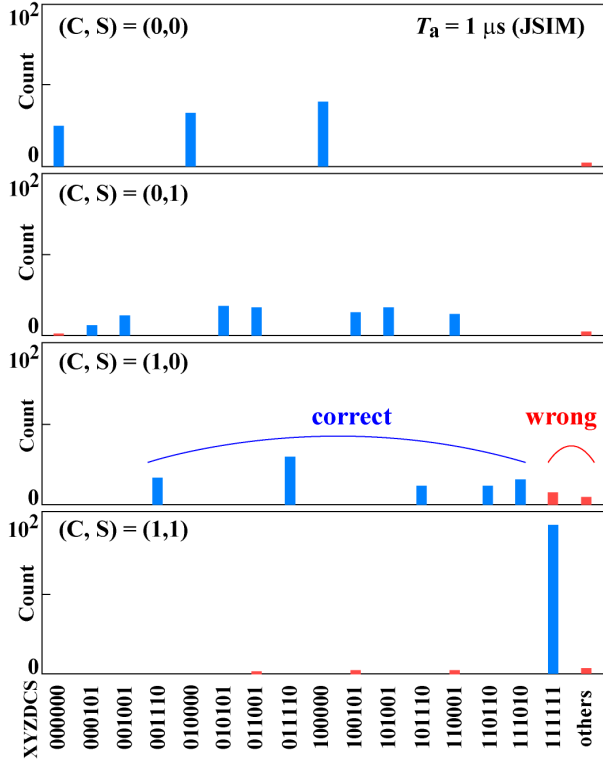 10²
(C, S) = (0,0)
Tₐ = 1 μs (JSIM)
Count
0
10²
(C, S) = (0,1)
Count
0
10²
(C, S) = (1,0)
correct
wrong
Count
0
10²
(C, S) = (1,1)
Count
0
XYZDCS
000000
000101
001001
001110
010000
010101
011001
011110
100000
100101
101001
101110
110001
110110
111010
111111
others